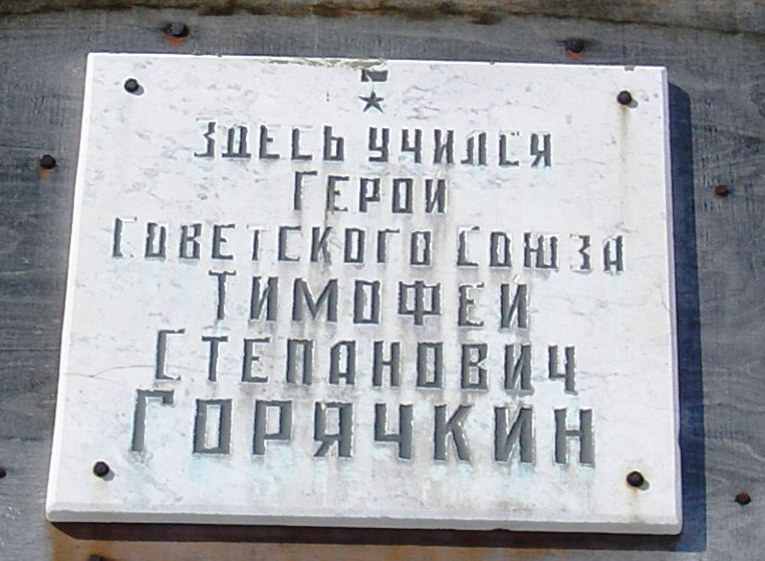 ЗДЕСЬ УЧИЛСЯ
ГЕРОЙ
СОВЕТСКОГО СОЮЗА
ТИМОФЕЙ
СТЕПАНОВИЧ
ГОРЯЧКИН